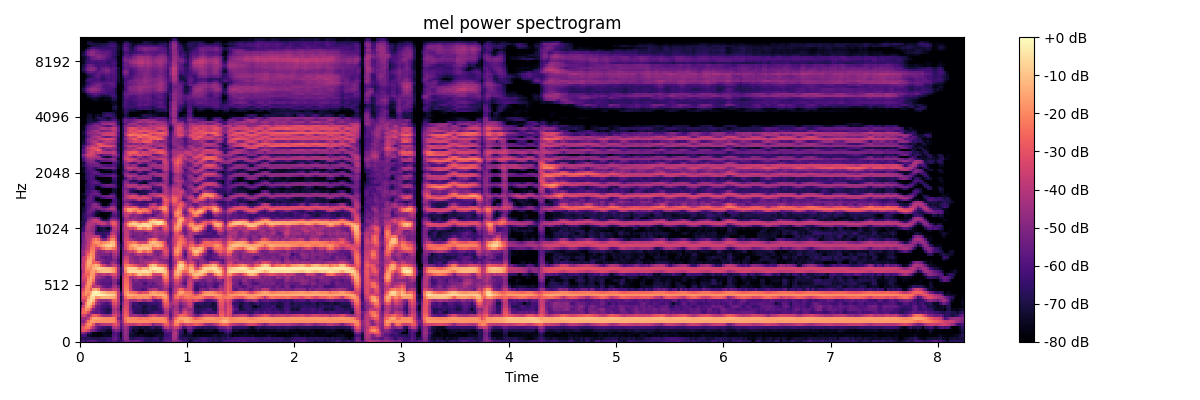 mel power spectrogram
Hz
8192
4096
2048
1024
512
0
0 1 2 3 4 5 6 7 8
Time
+0 dB
-10 dB
-20 dB
-30 dB
-40 dB
-50 dB
-60 dB
-70 dB
-80 dB